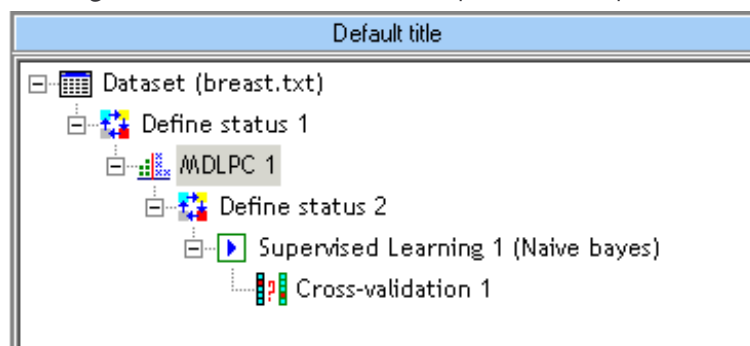 Default title
Dataset (breast.txt)
Define status 1
MDLPC 1
Define status 2
Supervised Learning 1 (Naive bayes)
Cross-validation 1